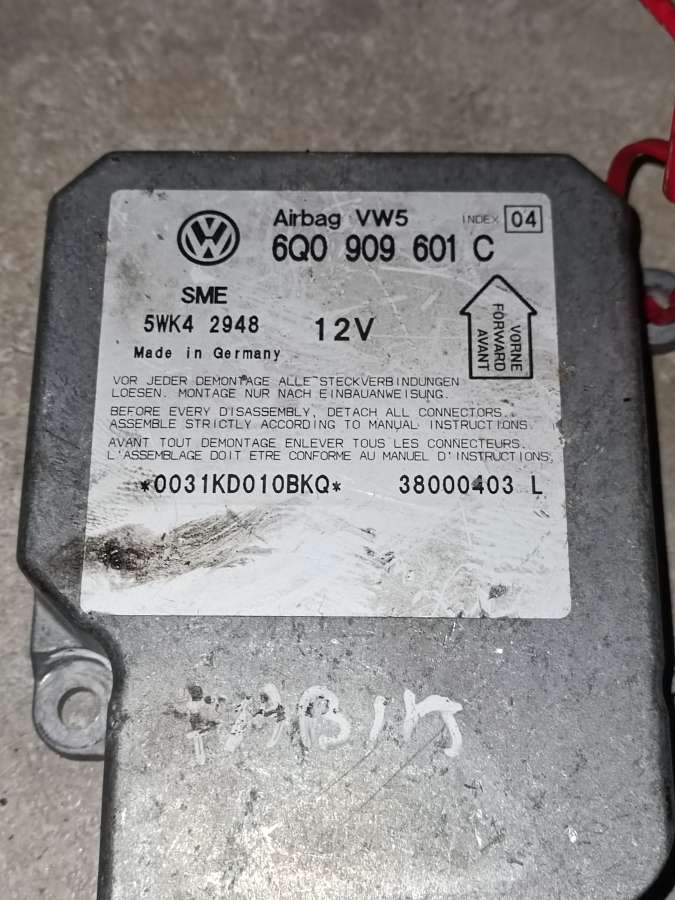 Airbag VW5 INDEX 04
6Q0 909 601 C
SME
5WK4 2948 12V
Made in Germany
VORNE
FORWARD
AVANT
VOR JEDER DEMONTAGE ALLE STECKVERBINDUNGEN
LOESEN. MONTAGE NUR NACH EINBAUANWEISUNG.
BEFORE EVERY DISASSEMBLY, DETACH ALL CONNECTORS.
ASSEMBLE STRICTLY ACCORDING TO MANUAL INSTRUCTIONS.
AVANT TOUT DEMONTAGE ENLEVER TOUS LES CONNECTEURS.
L'ASSEMBLAGE DOIT ETRE CONFORME AU MANUEL D'INSTRUCTIONS.
*0031KD010BKQ* 38000403 L